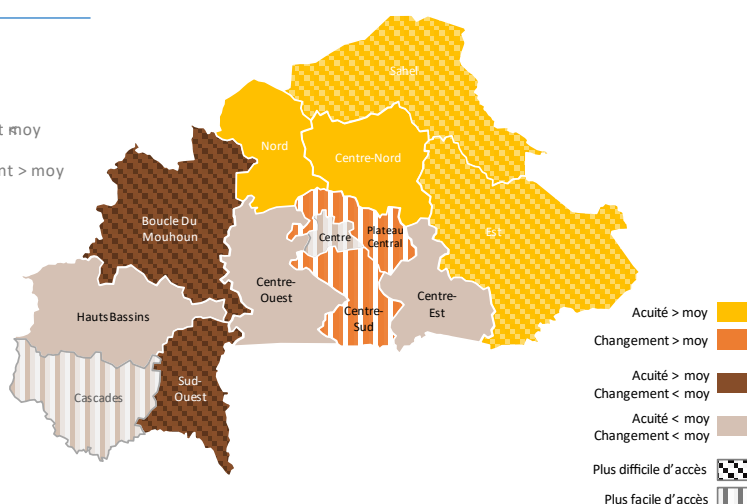 moy
nt > moy
Sahel
Nord
Centre-Nord
Est
Boucle Du
Mouhoun
Plateau
Central
Centre
Centre-
Ouest
Centre-
Est
Centre-
Sud
Hauts Bassins
Sud-
Ouest
Cascades
Acuité > moy
Changement > moy
Acuité > moy
Changement < moy
Acuité < moy
Changement < moy
Plus difficile d'accès
Plus facile d'accès